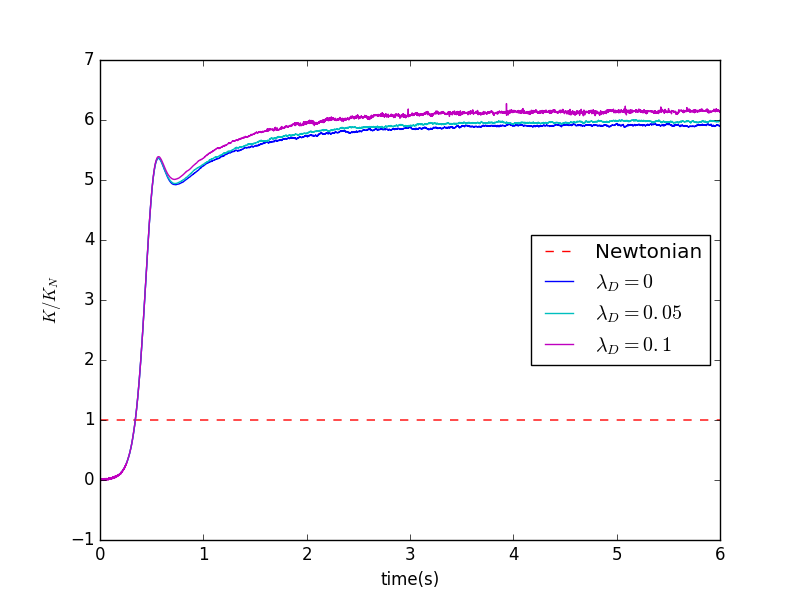 7
6
5
4
3
2
1
0
−1
K/K_N
0 1 2 3 4 5 6
time(s)
Newtonian
λ_D = 0
λ_D = 0.05
λ_D = 0.1